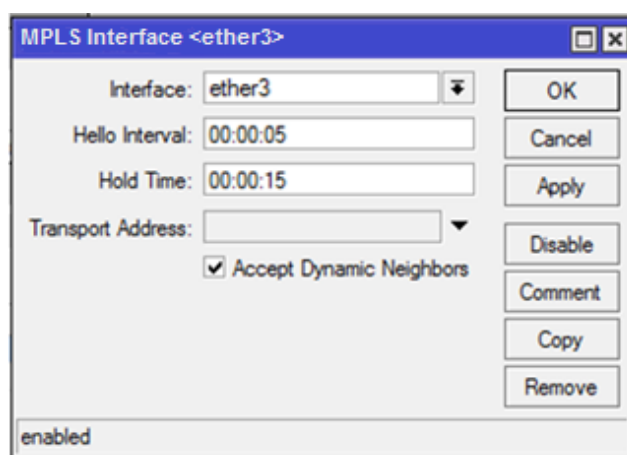 MPLS Interface <ether3>
Interface: ether3
OK
Hello Interval: 00:00:05
Cancel
Hold Time: 00:00:15
Apply
Transport Address:
Disable
Accept Dynamic Neighbors
Comment
Copy
Remove
enabled